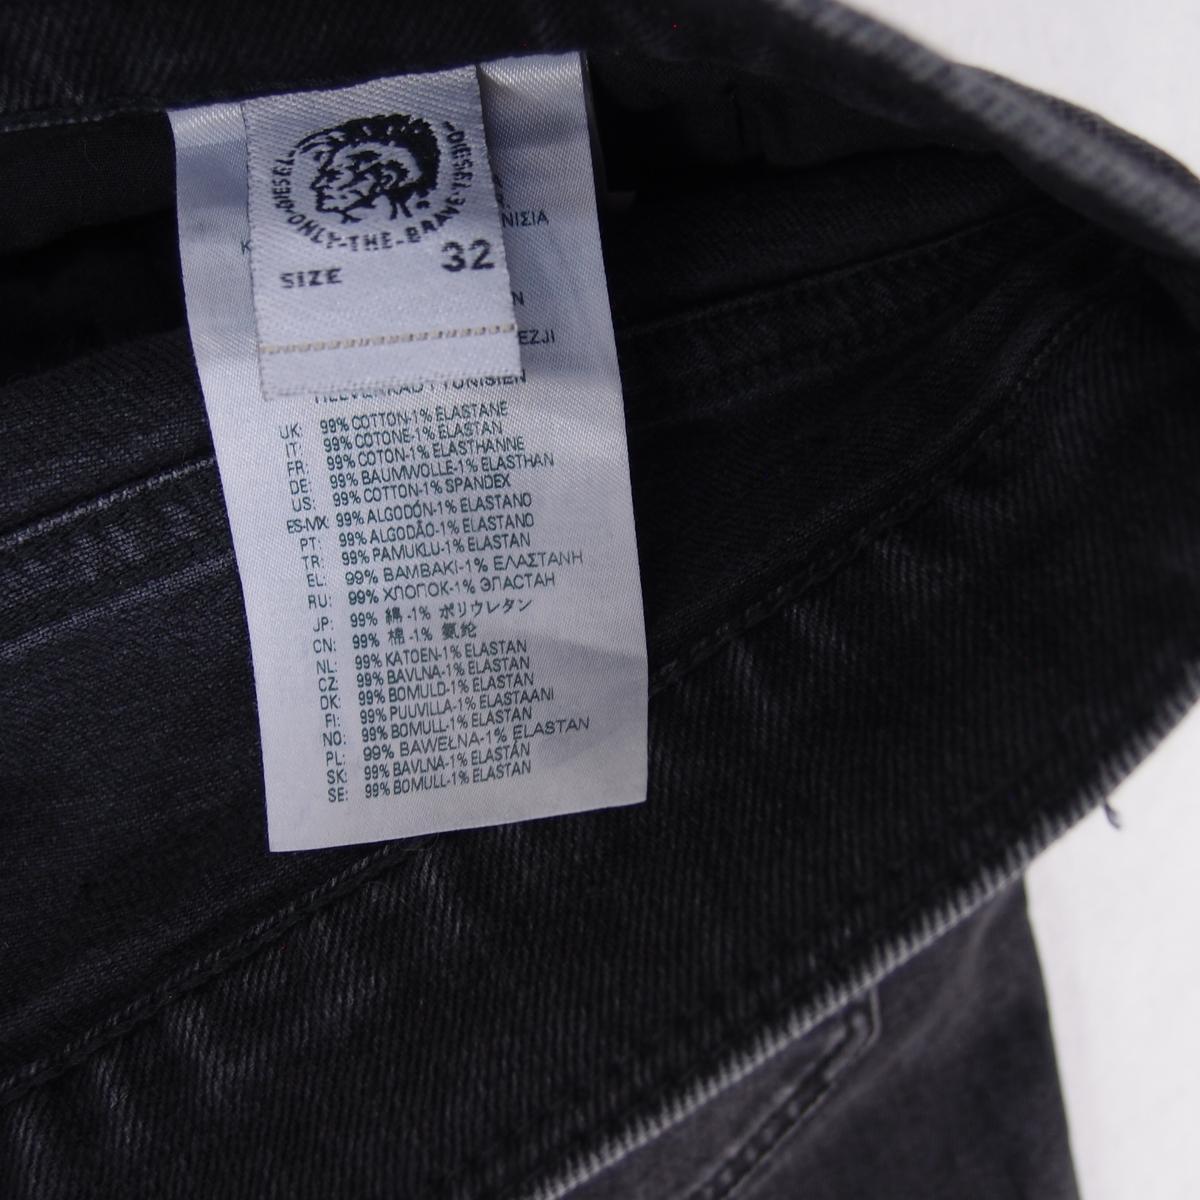 DIESEL
ONLY-THE-BRAVE
DIESEL
SIZE 32
ΝΙΣΙΑ
TILLVERKAD I TUNISIEN
UK: 99% COTTON-1% ELASTANE
IT: 99% COTONE-1% ELASTAN
FR: 99% COTON-1% ELASTHANNE
DE: 99% BAUMWOLLE-1% ELASTHAN
US: 99% COTTON-1% SPANDEX
ES-MX: 99% ALGODÓN-1% ELASTANO
PT: 99% ALGODÃO-1% ELASTANO
TR: 99% PAMUKLU-1% ELASTAN
EL: 99% ΒΑΜΒΑΚΙ-1% ΕΛΑΣΤΑΝΗ
RU: 99% ХЛОПОК-1% ЭЛАСТАН
JP: 99% 綿 -1% ポリウレタン
CN: 99% 棉 -1% 氨纶
NL: 99% KATOEN-1% ELASTAN
CZ: 99% BAVLNA-1% ELASTAN
DK: 99% BOMULD-1% ELASTAN
FI: 99% PUUVILLA-1% ELASTAANI
NO: 99% BOMULL-1% ELASTAN
PL: 99% BAWEŁNA-1% ELASTAN
SK: 99% BAVLNA-1% ELASTÁN
SE: 99% BOMULL-1% ELASTAN